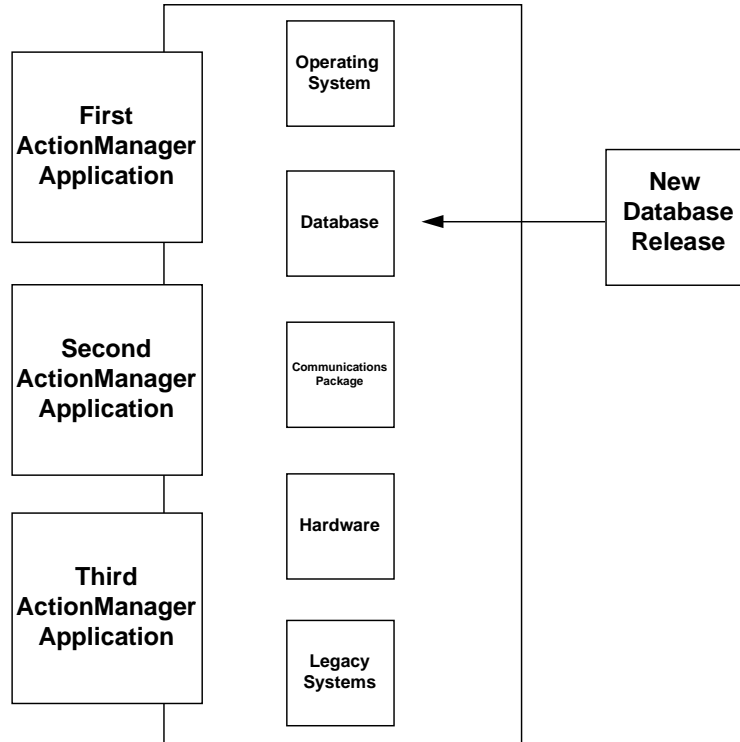 First
ActionManager
Application
Second
ActionManager
Application
Third
ActionManager
Application
Operating
System
Database
Communications
Package
Hardware
Legacy
Systems
New
Database
Release